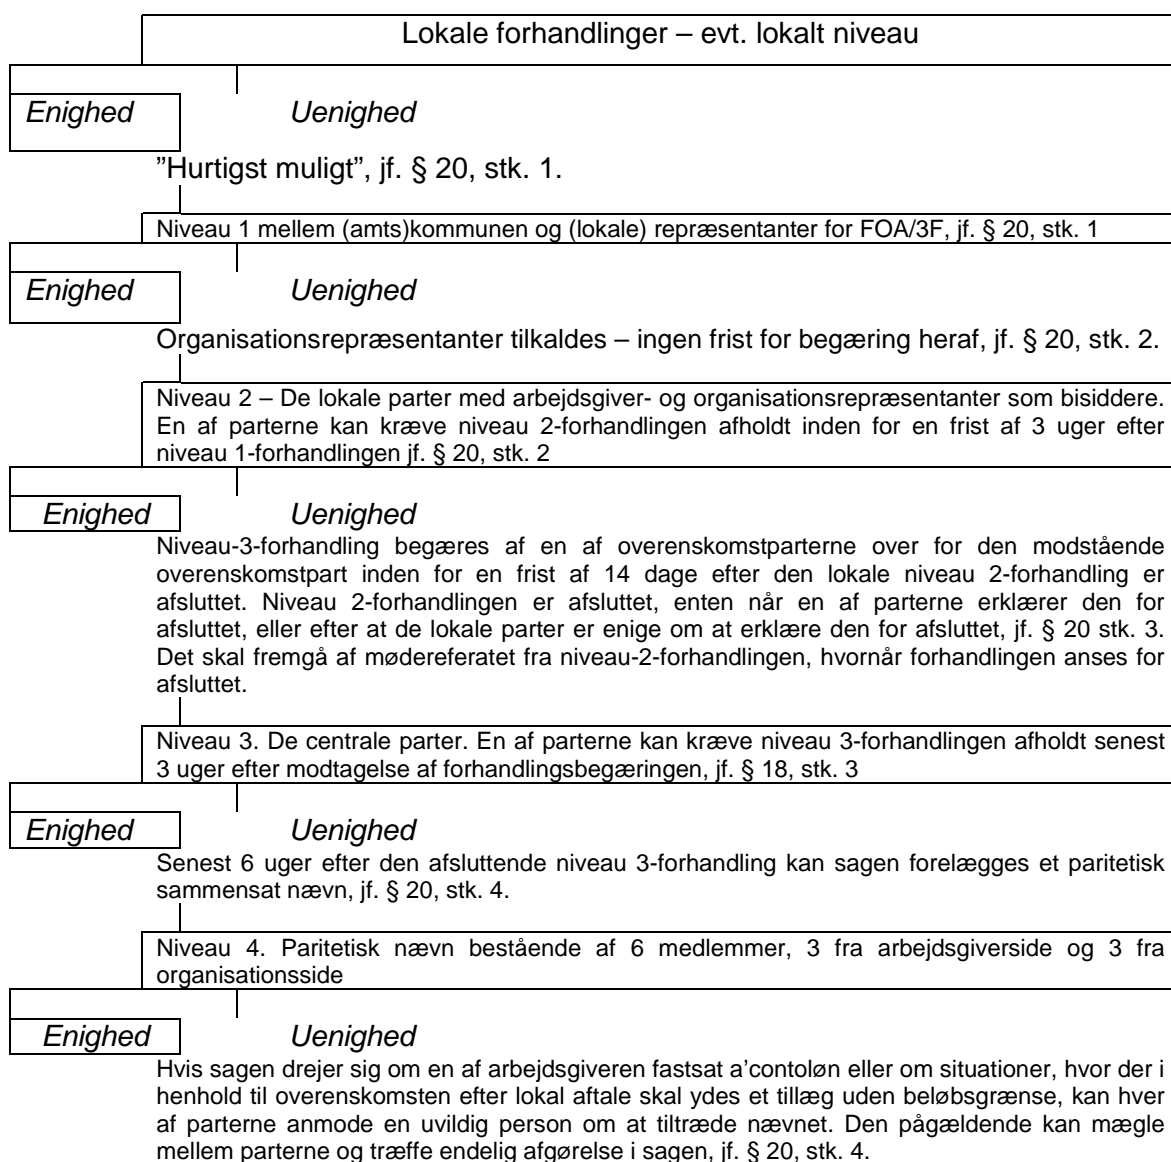 Lokale forhandlinger – evt. lokalt niveau
Enighed Uenighed
”Hurtigst muligt”, jf. § 20, stk. 1.
Niveau 1 mellem (amts)kommunen og (lokale) repræsentanter for FOA/3F, jf. § 20, stk. 1
Enighed Uenighed
Organisationsrepræsentanter tilkaldes – ingen frist for begæring heraf, jf. § 20, stk. 2.
Niveau 2 – De lokale parter med arbejdsgiver- og organisationsrepræsentanter som bisiddere.
En af parterne kan kræve niveau 2-forhandlingen afholdt inden for en frist af 3 uger efter
niveau 1-forhandlingen jf. § 20, stk. 2
Enighed Uenighed
Niveau-3-forhandling begæres af en af overenskomstparterne over for den modstående
overenskomstpart inden for en frist af 14 dage efter den lokale niveau 2-forhandling er
afsluttet. Niveau 2-forhandlingen er afsluttet, enten når en af parterne erklærer den for
afsluttet, eller efter at de lokale parter er enige om at erklære den for afsluttet, jf. § 20 stk. 3.
Det skal fremgå af mødereferatet fra niveau-2-forhandlingen, hvornår forhandlingen anses for
afsluttet.
Niveau 3. De centrale parter. En af parterne kan kræve niveau 3-forhandlingen afholdt senest
3 uger efter modtagelse af forhandlingsbegæringen, jf. § 18, stk. 3
Enighed Uenighed
Senest 6 uger efter den afsluttende niveau 3-forhandling kan sagen forelægges et paritetisk
sammensat nævn, jf. § 20, stk. 4.
Niveau 4. Paritetisk nævn bestående af 6 medlemmer, 3 fra arbejdsgiverside og 3 fra
organisationsside
Enighed Uenighed
Hvis sagen drejer sig om en af arbejdsgiveren fastsat a’contoløn eller om situationer, hvor der i
henhold til overenskomsten efter lokal aftale skal ydes et tillæg uden beløbsgrænse, kan hver
af parterne anmode en uvildig person om at tiltræde nævnet. Den pågældende kan mægle
mellem parterne og træffe endelig afgørelse i sagen, jf. § 20, stk. 4.